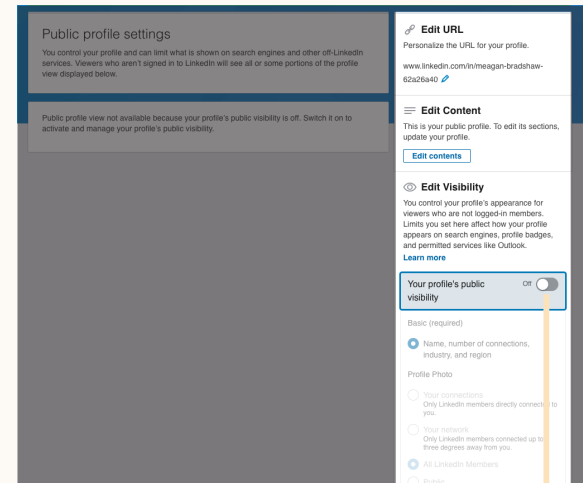 Public profile settings
You control your profile and can limit what is shown on search engines and other off-LinkedIn
services. Viewers who aren't signed in to LinkedIn will see all or some portions of the profile
view displayed below.
Public profile view not available because your profile's public visibility is off. Switch it on to
activate and manage your profile's public visibility.
Edit URL
Personalize the URL for your profile.
www.linkedin.com/in/meagan-bradshaw-
62a26a40
Edit Content
This is your public profile. To edit its sections,
update your profile.
Edit contents
Edit Visibility
You control your profile's appearance for
viewers who are not logged-in members.
Limits you set here affect how your profile
appears on search engines, profile badges,
and permitted services like Outlook.
Learn more
Your profile's public Off
visibility
Basic (required)
Name, number of connections,
industry, and region
Profile Photo
Your connections
Only LinkedIn members directly connected to
you.
Your network
Only LinkedIn members connected up to
three degrees away from you.
All LinkedIn Members
Public